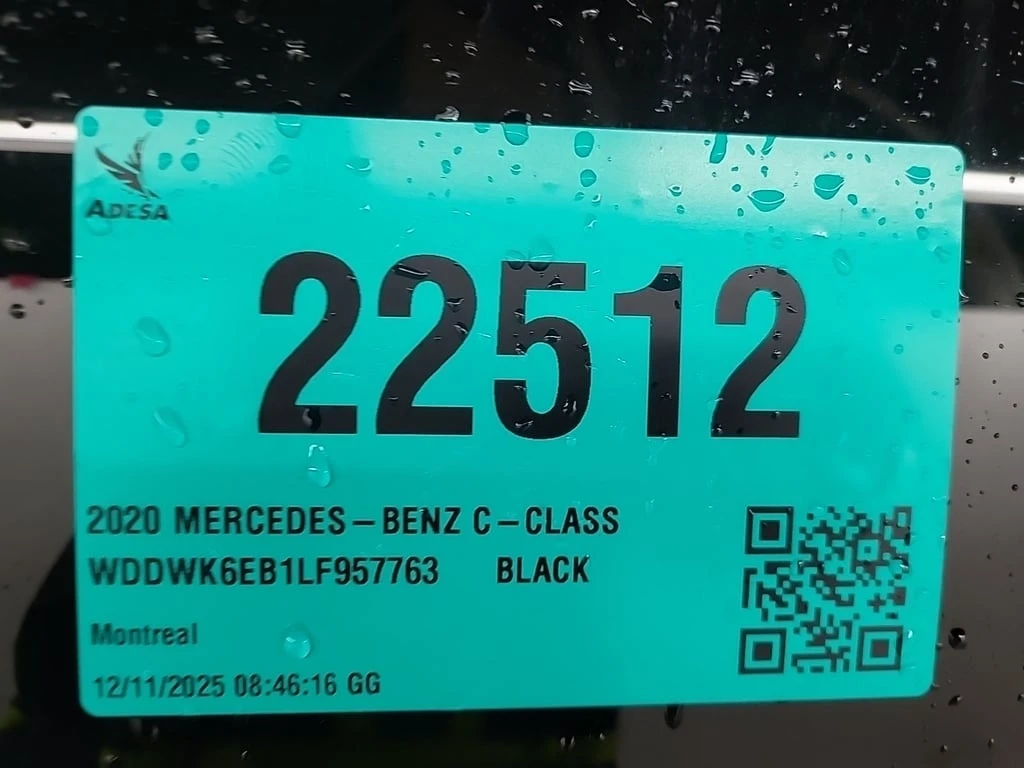 ADESA
22512
2020 MERCEDES-BENZ C-CLASS
WDDWK6EB1LF957763 BLACK
Montreal
12/11/2025 08:46:16 GG